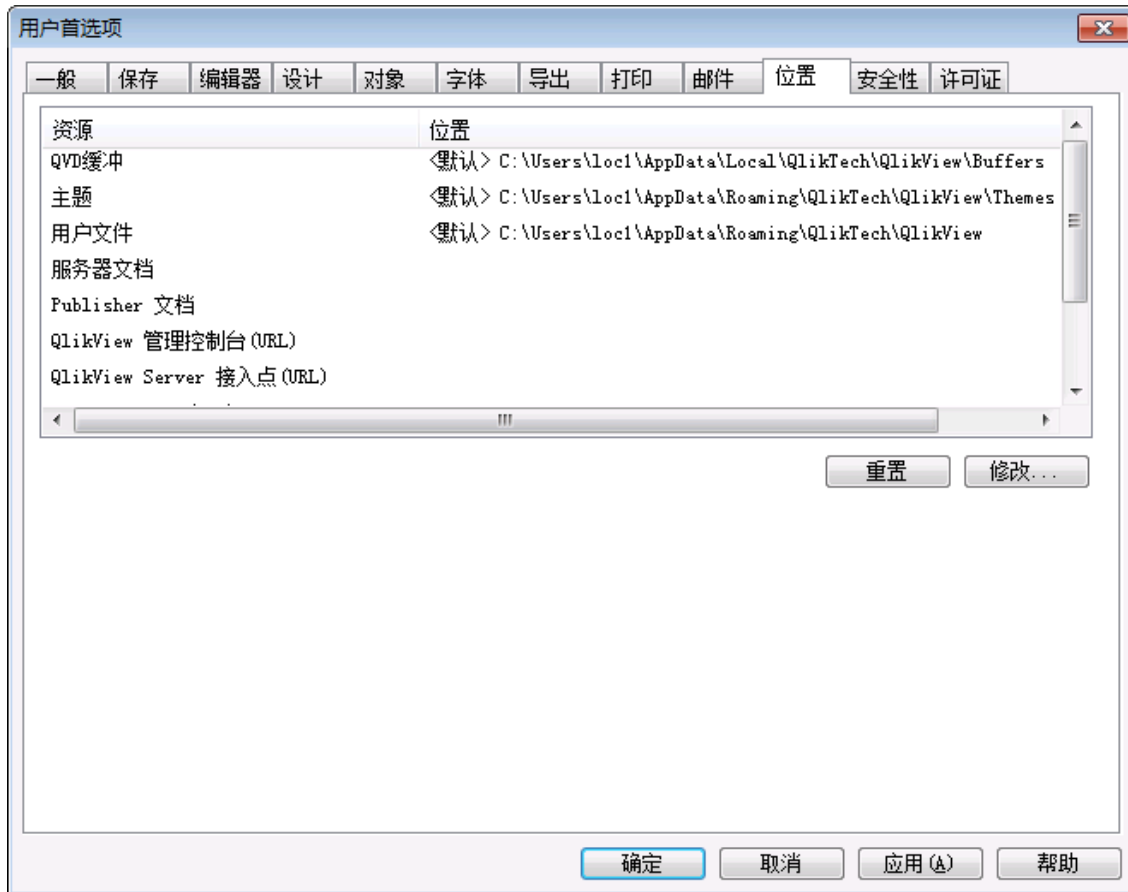 用户首选项
一般 保存 编辑器 设计 对象 字体 导出 打印 邮件 位置 安全性 许可证
资源 位置
QVD缓冲 <默认> C:\Users\loc1\AppData\Local\QlikTech\QlikView\Buffers
主题 <默认> C:\Users\loc1\AppData\Roaming\QlikTech\QlikView\Themes
用户文件 <默认> C:\Users\loc1\AppData\Roaming\QlikTech\QlikView
服务器文档
Publisher 文档
QlikView 管理控制台(URL)
QlikView Server 接入点(URL)
重置 修改...
确定 取消 应用(A) 帮助